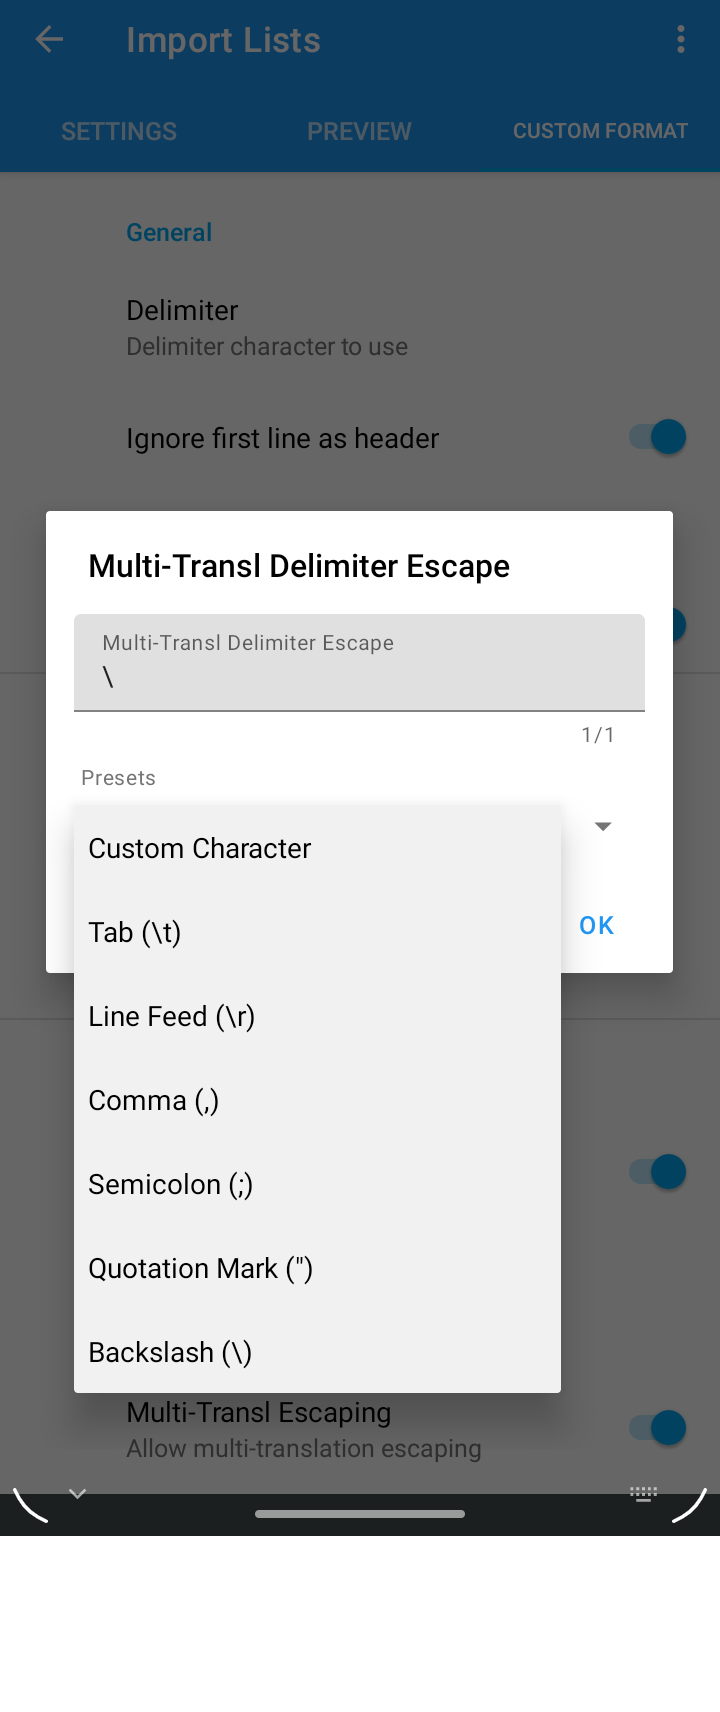 Import Lists
SETTINGS
PREVIEW
CUSTOM FORMAT
General
Delimiter
Delimiter character to use
Ignore first line as header
Multi-Transl Delimiter Escape
Multi-Transl Delimiter Escape
\
1/1
Presets
Custom Character
Tab (\t)
OK
Line Feed (\r)
Comma (,)
Semicolon (;)
Quotation Mark (")
Backslash (\)
Multi-Transl Escaping
Allow multi-translation escaping